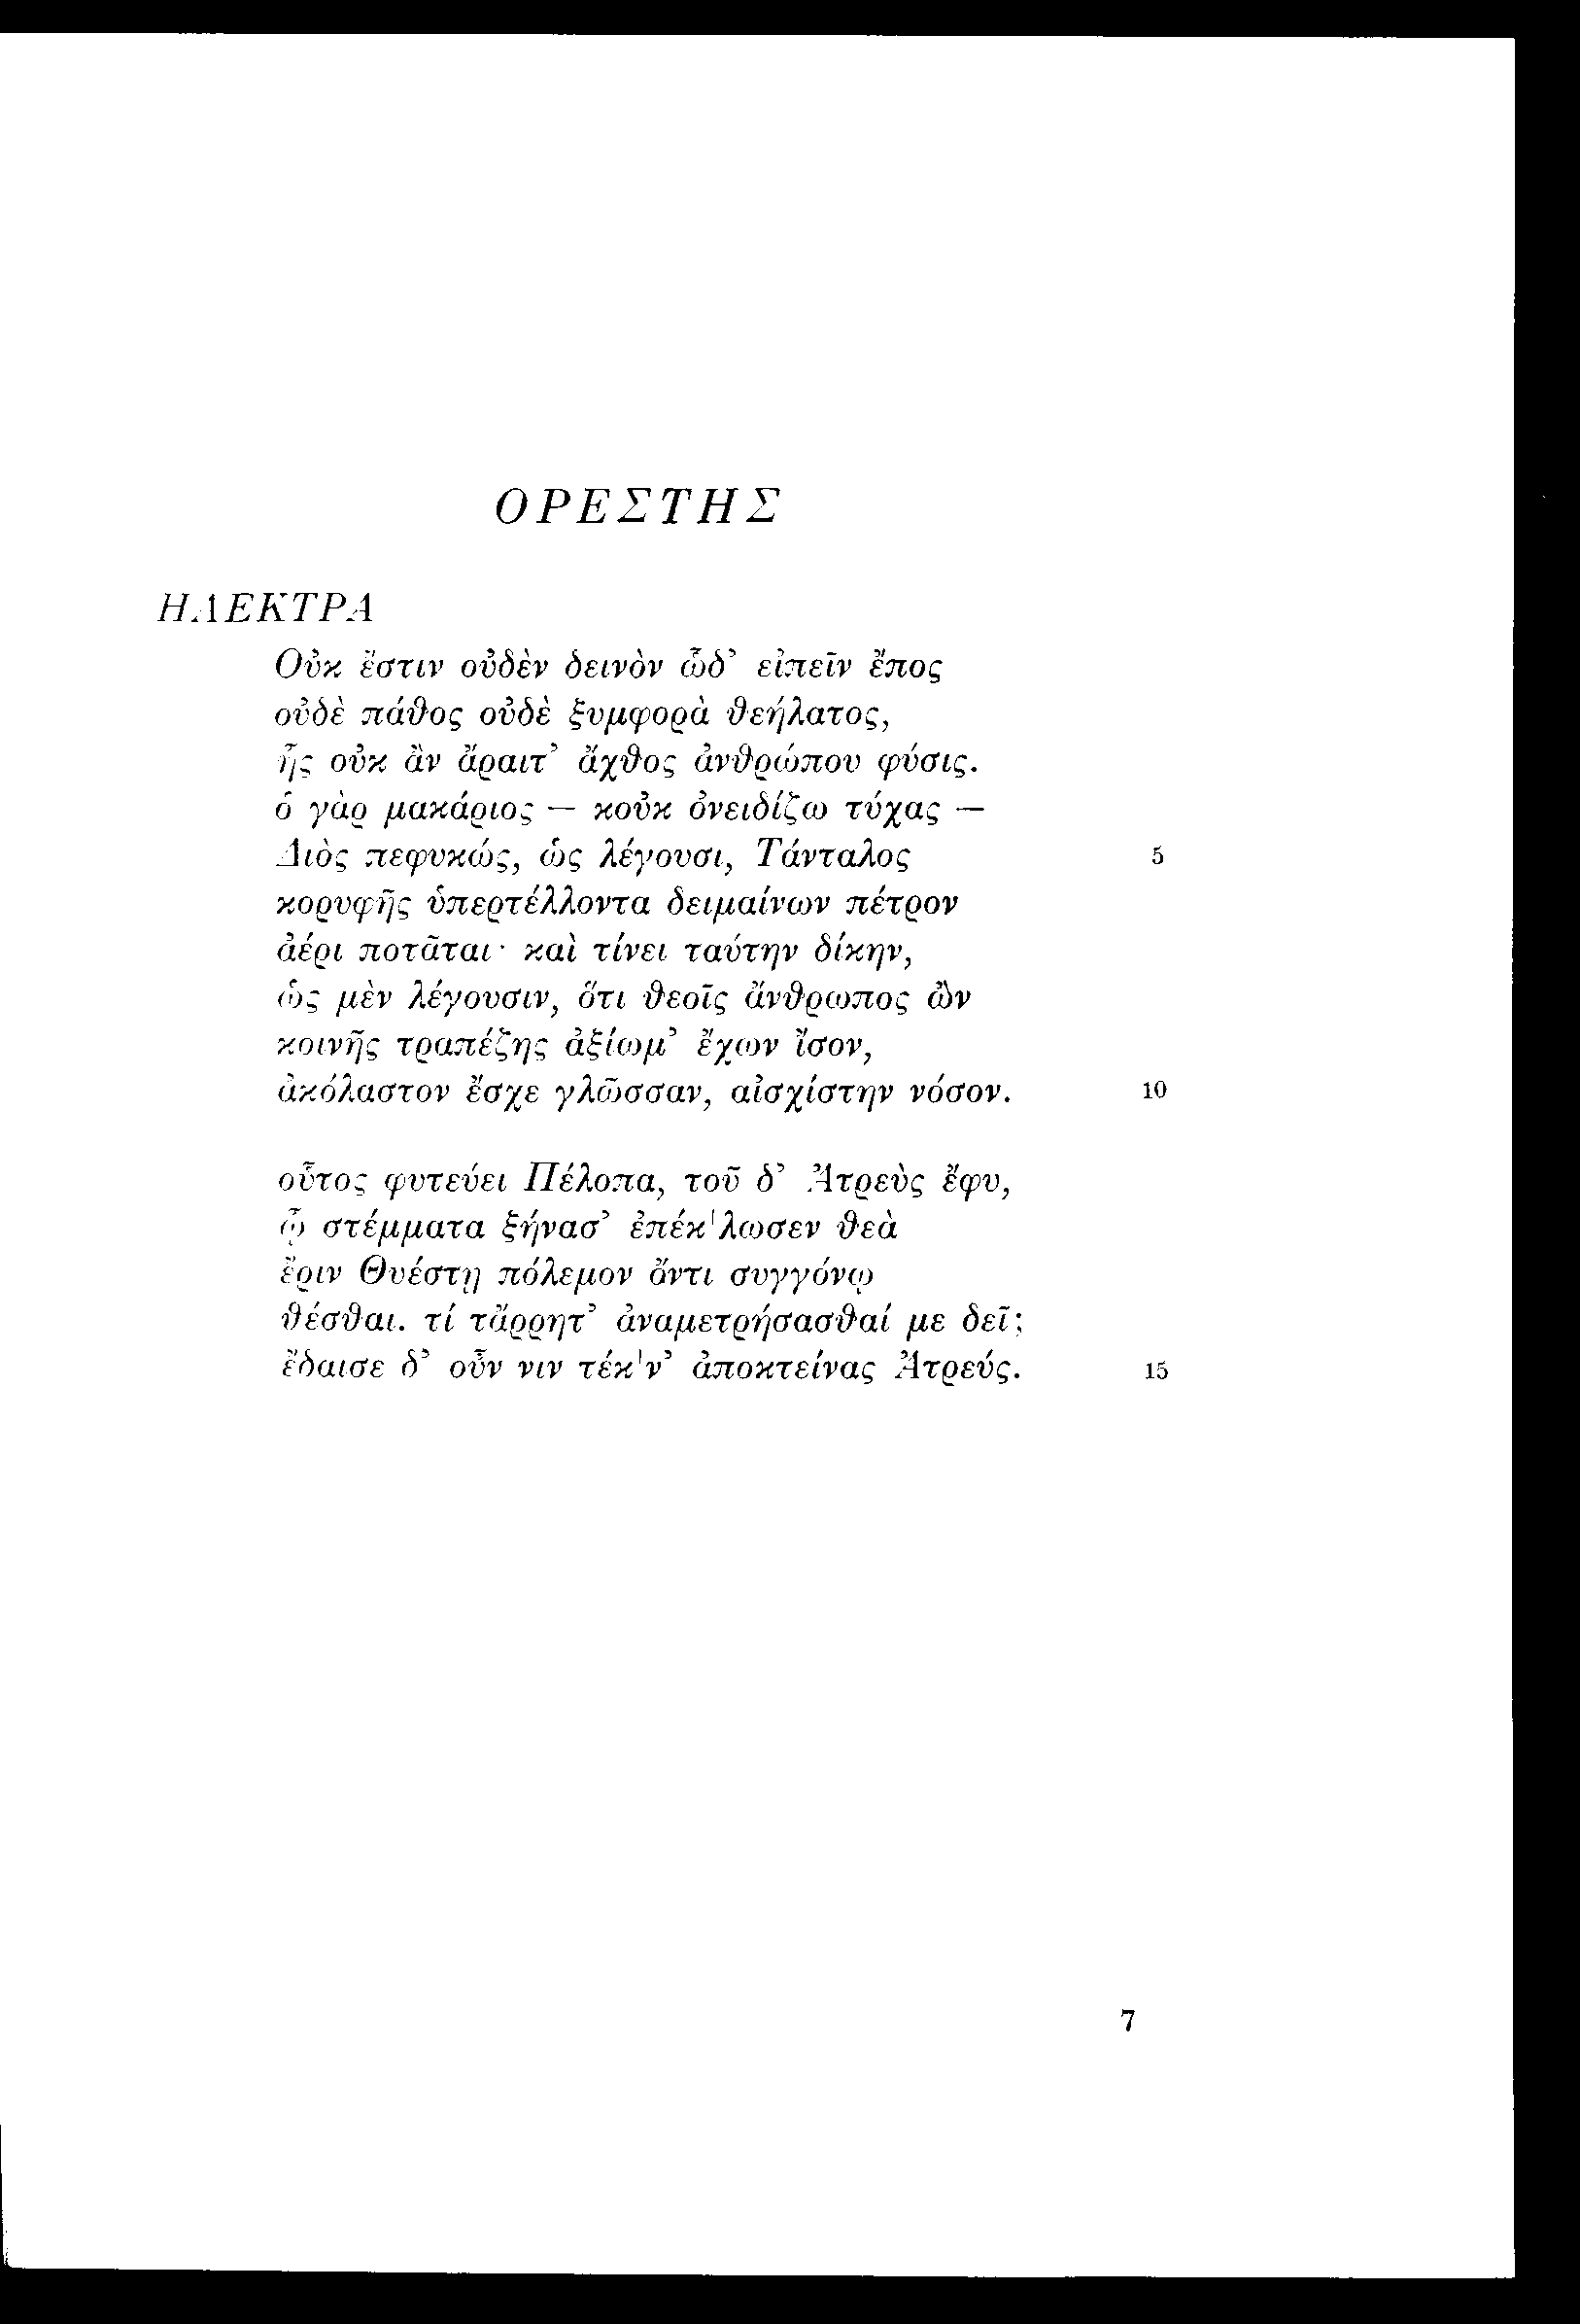 ΟΡΕΣΤΗΣ
ΗΛΕΚΤΡΑ
Οὐκ ἔστιν οὐδὲν δεινὸν ὧδ’ εἰπεῖν ἔπος
οὐδὲ πάθος οὐδὲ ξυμφορὰ θεήλατος,
ἧς οὐκ ἂν ἄραιτ’ ἄχθος ἀνθρώπου φύσις.
ὁ γὰρ μακάριος — κοὐκ ὀνειδίζω τύχας —
Διὸς πεφυκώς, ὡς λέγουσι, Τάνταλος 5
κορυφῆς ὑπερτέλλοντα δειμαίνων πέτρον
ἀέρι ποτᾶται· καὶ τίνει ταύτην δίκην,
ὡς μὲν λέγουσιν, ὅτι θεοῖς ἄνθρωπος ὢν
κοινῆς τραπέζης ἀξίωμ’ ἔχων ἴσον,
ἀκόλαστον ἔσχε γλῶσσαν, αἰσχίστην νόσον. 10
οὗτος φυτεύει Πέλοπα, τοῦ δ’ Ἀτρεὺς ἔφυ,
ᾧ στέμματα ξήνασ’ ἐπέκ'λωσεν θεὰ
ἔριν Θυέστῃ πόλεμον ὄντι συγγόνῳ
θέσθαι. τί τἄρρητ’ ἀναμετρήσασθαί με δεῖ;
ἔδαισε δ’ οὖν νιν τέκ'ν’ ἀποκτείνας Ἀτρεύς. 15
7